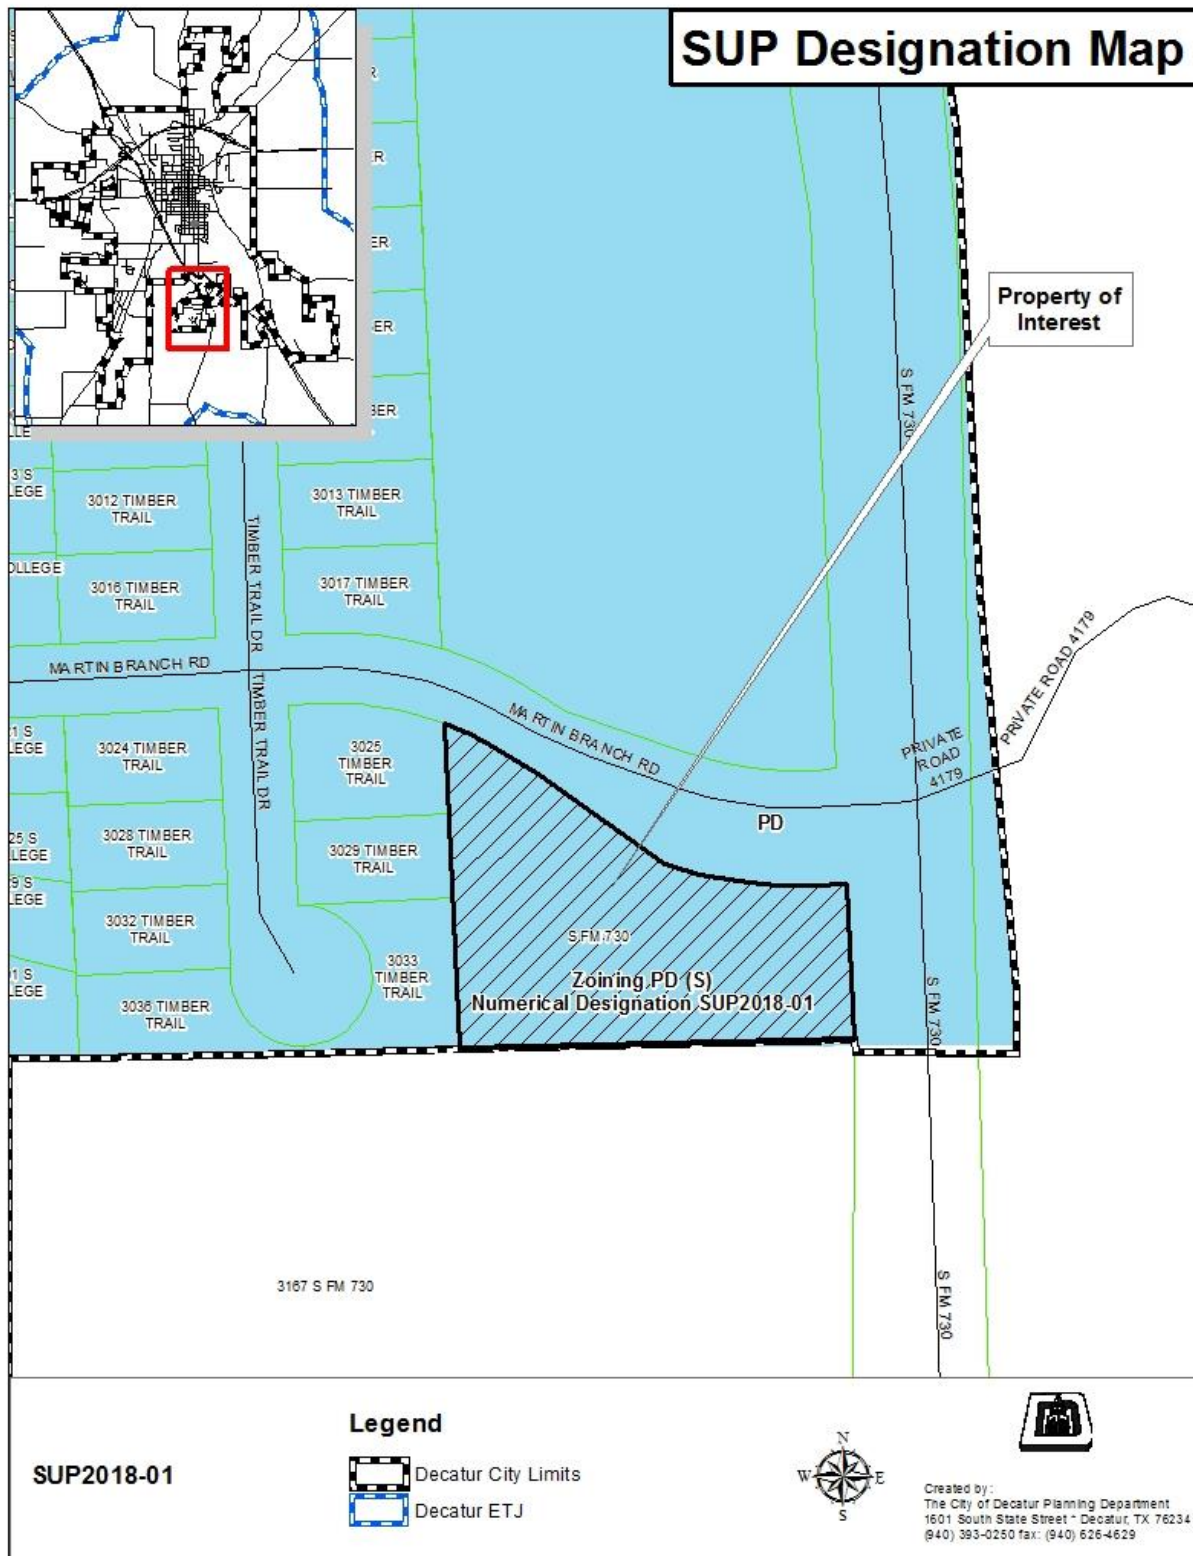 SUP Designation Map
Property of
Interest
S FM 730
3012 TIMBER
TRAIL
3013 TIMBER
TRAIL
3016 TIMBER
TRAIL
3017 TIMBER
TRAIL
TIMBER TRAIL DR
MARTIN BRANCH RD
TIMBER TRAIL DR
MARTIN BRANCH RD
PRIVATE ROAD 4179
PRIVATE
ROAD
4179
3024 TIMBER
TRAIL
3025
TIMBER
TRAIL
PD
3028 TIMBER
TRAIL
3029 TIMBER
TRAIL
3032 TIMBER
TRAIL
3033
TIMBER
TRAIL
3036 TIMBER
TRAIL
S FM 730
Zoining PD (S)
Numerical Designation SUP2018-01
S FM 730
3167 S FM 730
S FM 730
SUP2018-01
Legend
Decatur City Limits
Decatur ETJ
N
W E
S
Created by:
The City of Decatur Planning Department
1601 South State Street * Decatur, TX 76234
(940) 393-0250 fax: (940) 626-4629